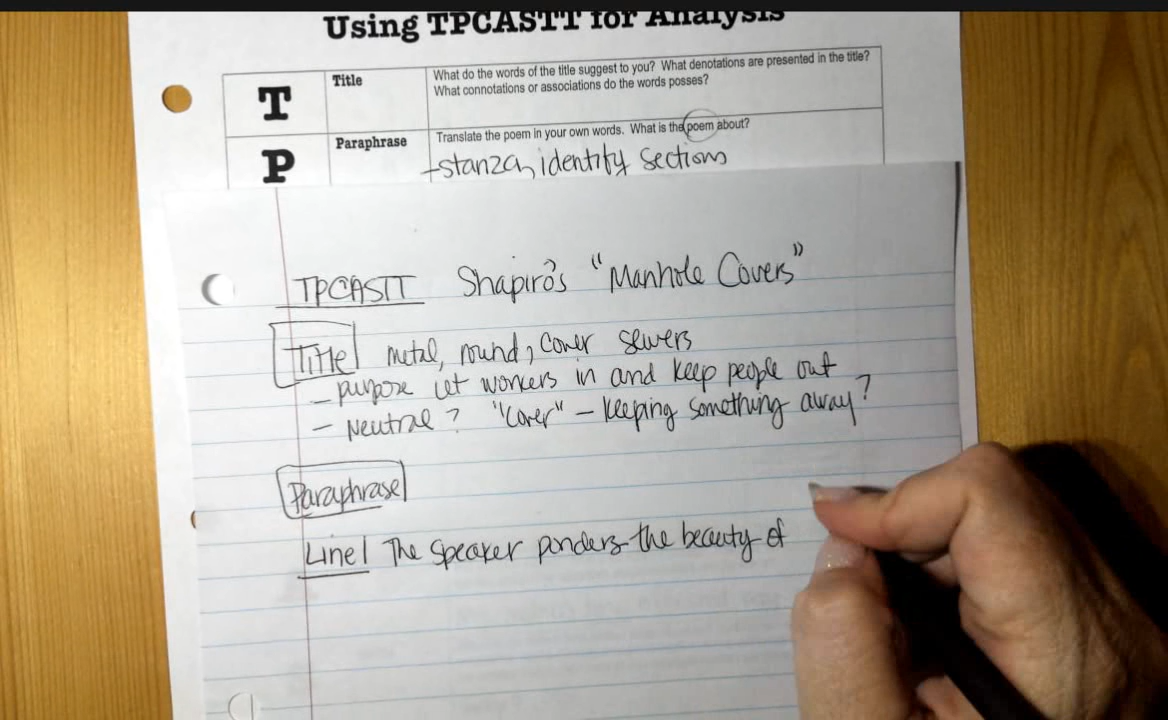 Using TPCASTT for Analysis
T
Title
What do the words of the title suggest to you? What denotations are presented in the title?
What connotations or associations do the words posses?
P
Paraphrase
Translate the poem in your own words. What is the poem about?
-stanza, identify sections
TPCASTT Shapiro's "Manhole Covers"
Title metal, round, cover sewers
- purpose let workers in and keep people out
- Neutral? "Cover" - keeping something away?
Paraphrase
Line 1 The speaker ponders the beauty of